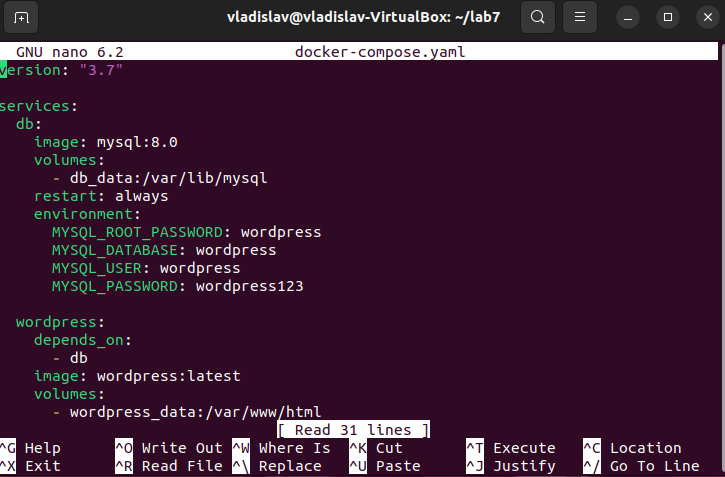 vladislav@vladislav-VirtualBox: ~/lab7
GNU nano 6.2 docker-compose.yaml
version: "3.7"
services:
  db:
    image: mysql:8.0
    volumes:
      - db_data:/var/lib/mysql
    restart: always
    environment:
      MYSQL_ROOT_PASSWORD: wordpress
      MYSQL_DATABASE: wordpress
      MYSQL_USER: wordpress
      MYSQL_PASSWORD: wordpress123
  wordpress:
    depends_on:
      - db
    image: wordpress:latest
    volumes:
      - wordpress_data:/var/www/html
[ Read 31 lines ]
^G Help ^O Write Out ^W Where Is ^K Cut ^T Execute ^C Location
^X Exit ^R Read File ^\ Replace ^U Paste ^J Justify ^/ Go To Line